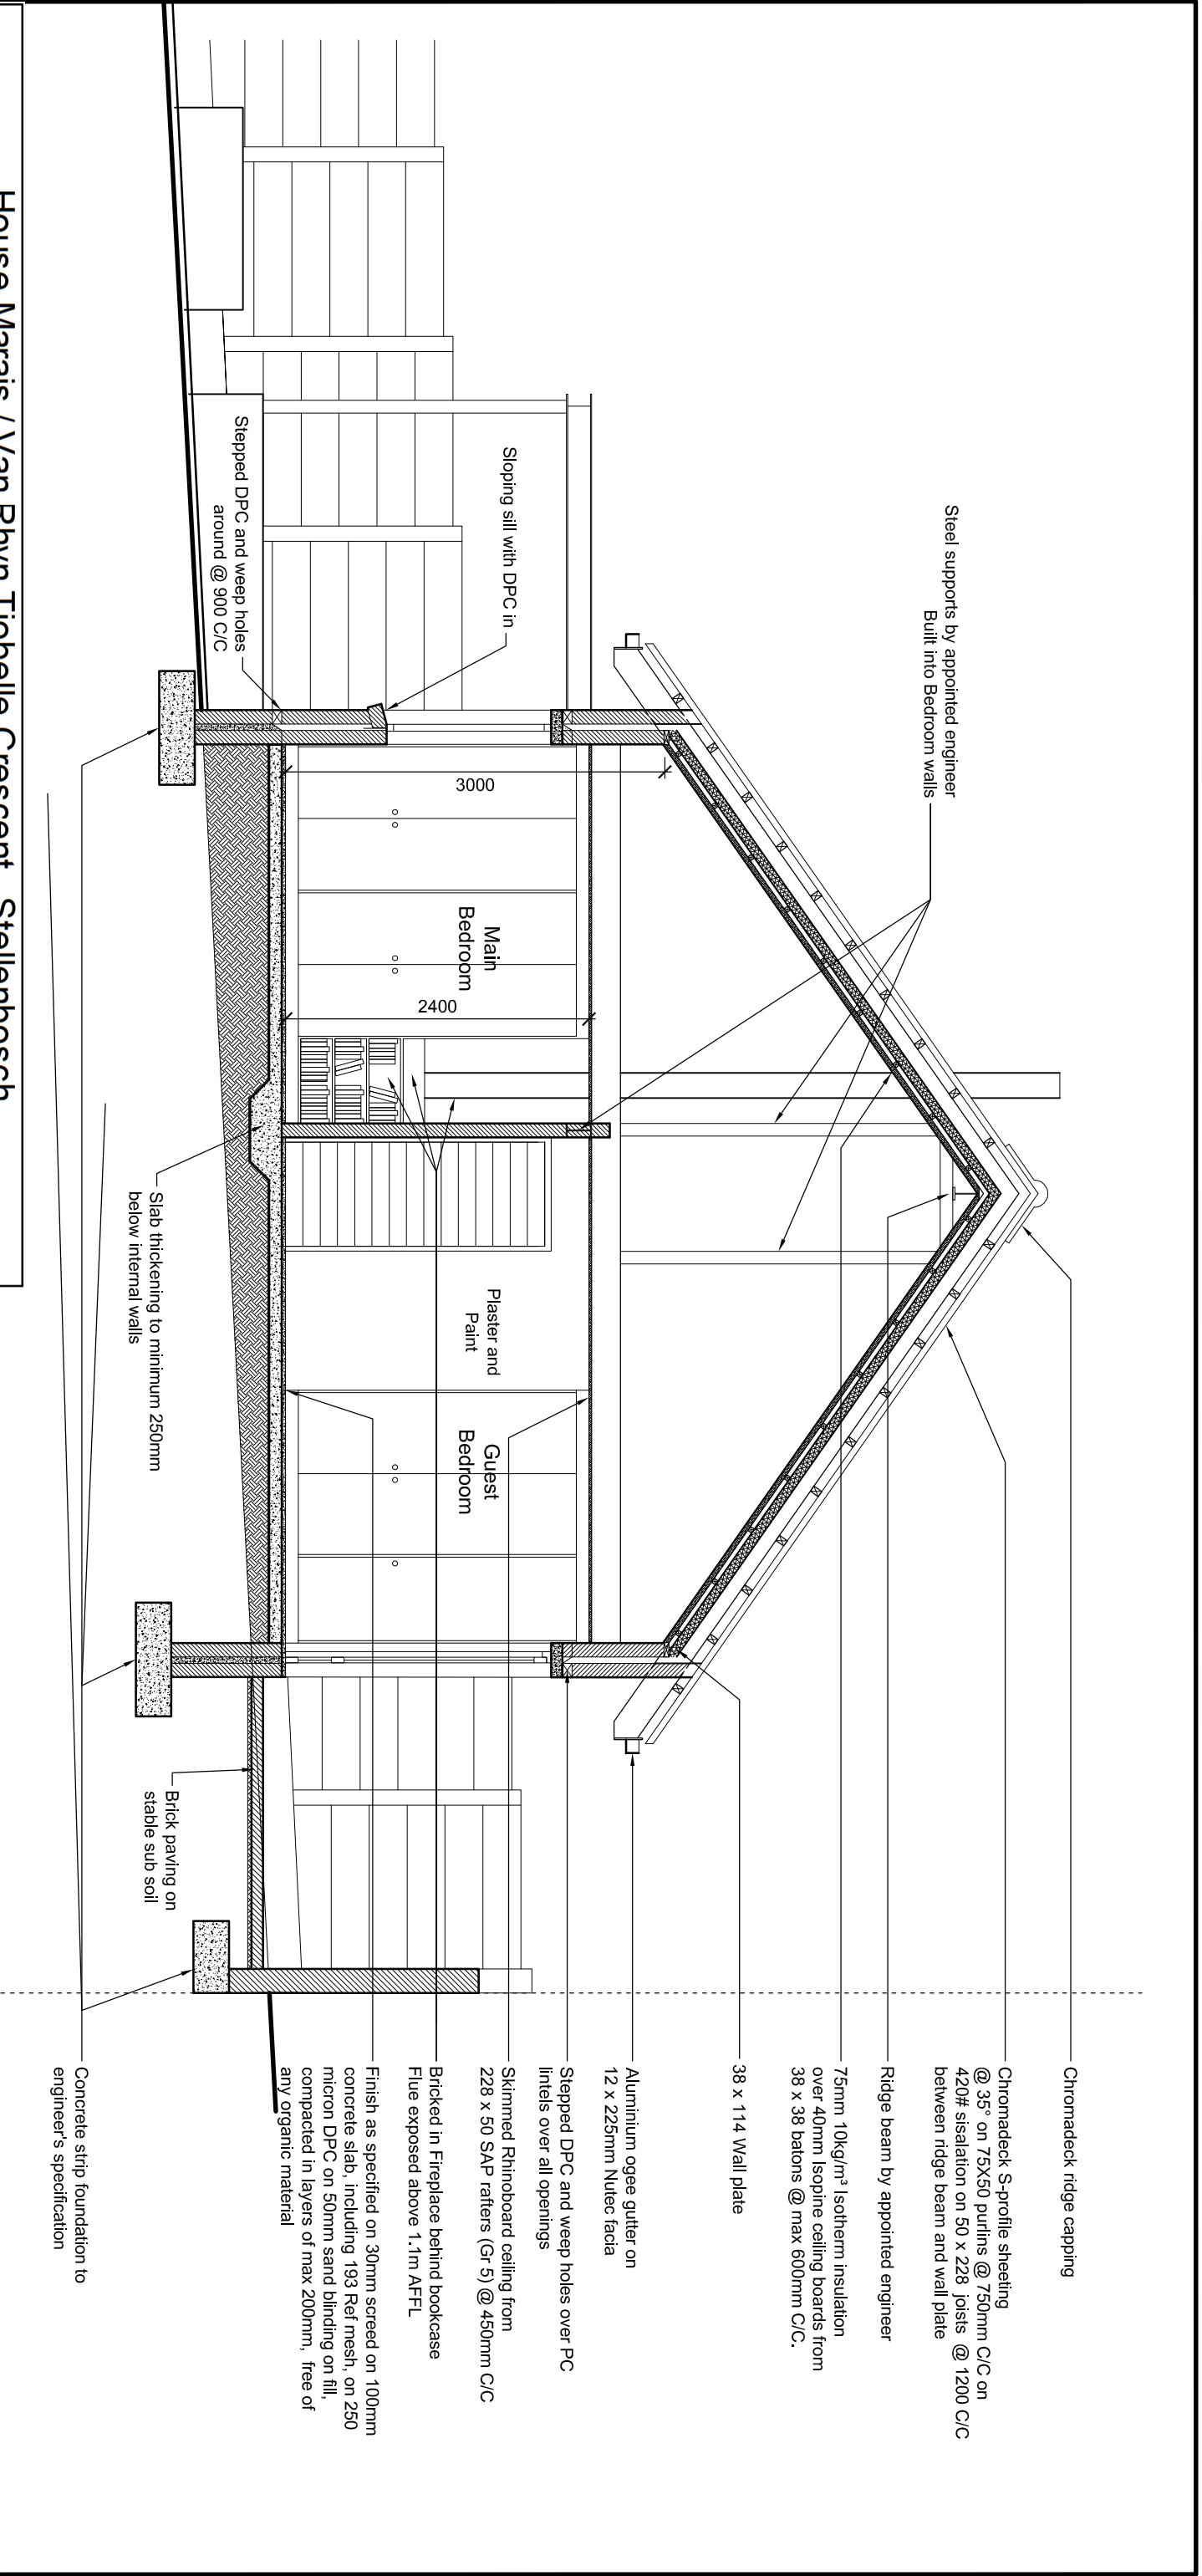 Chromadeck ridge capping
Chromadeck S-profile sheeting
@ 35° on 75X50 purlins @ 750mm C/C on
420# sisalation on 50 x 228 joists @ 1200 C/C
between ridge beam and wall plate
Ridge beam by appointed engineer
75mm 10kg/m³ Isotherm insulation
over 40mm Isopine ceiling boards from
38 x 38 batons @ max 600mm C/C.
38 x 114 Wall plate
Aluminium ogee gutter on
12 x 225mm Nutec facia
Stepped DPC and weep holes over PC
lintels over all openings
Skimmed Rhinoboard ceiling from
228 x 50 SAP rafters (Gr 5) @ 450mm C/C
Bricked in Fireplace behind bookcase
Flue exposed above 1.1m AFFL
Finish as specified on 30mm screed on 100mm
concrete slab, including 193 Ref mesh, on 250
micron DPC on 50mm sand blinding on fill,
compacted in layers of max 200mm, free of
any organic material
Concrete strip foundation to
engineer's specification
Steel supports by appointed engineer
Built into Bedroom walls
Sloping sill with DPC in
Stepped DPC and weep holes
around @ 900 C/C
3000
Main
Bedroom
2400
Plaster and
Paint
Guest
Bedroom
Slab thickening to minimum 250mm
below internal walls
Brick paving on
stable sub soil
House Marais / Van Rhyn Tiobelle Crescent Stellenbosch